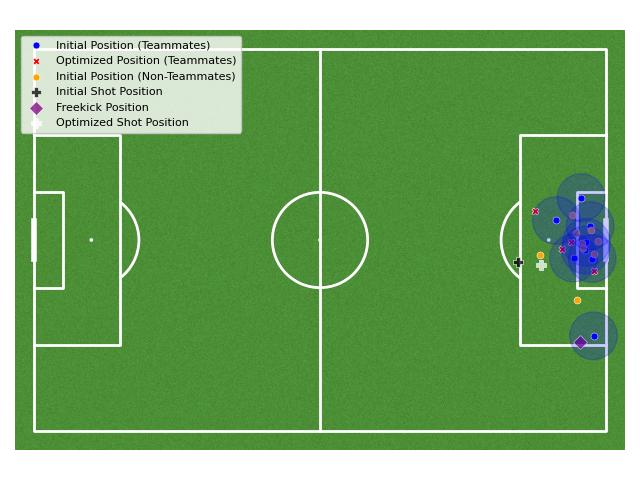 Initial Position (Teammates)
Optimized Position (Teammates)
Initial Position (Non-Teammates)
Initial Shot Position
Freekick Position
Optimized Shot Position